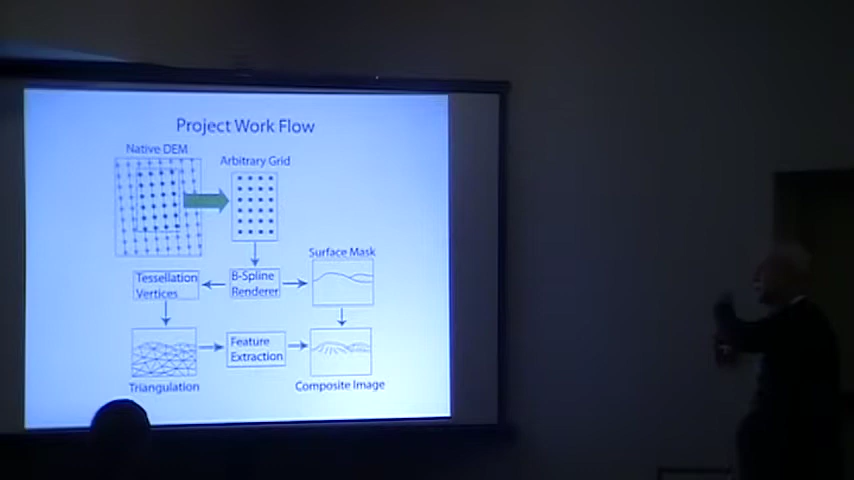 Project Work Flow
Native DEM
Arbitrary Grid
Surface Mask
Tessellation
Vertices
B-Spline
Renderer
Feature
Extraction
Triangulation
Composite Image